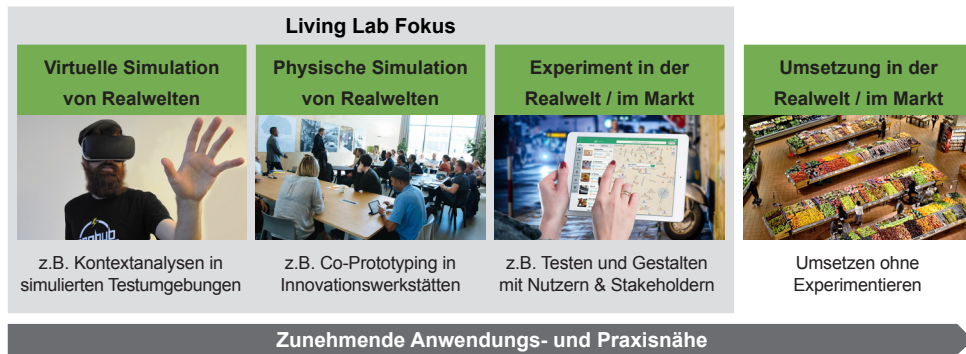 Living Lab Fokus
Virtuelle Simulation
von Realwelten
Physische Simulation
von Realwelten
Experiment in der
Realwelt / im Markt
Umsetzung in der
Realwelt / im Markt
z.B. Kontextanalysen in
simulierten Testumgebungen
z.B. Co-Prototyping in
Innovationswerkstätten
z.B. Testen und Gestalten
mit Nutzern & Stakeholdern
Umsetzen ohne
Experimentieren
Zunehmende Anwendungs- und Praxisnähe